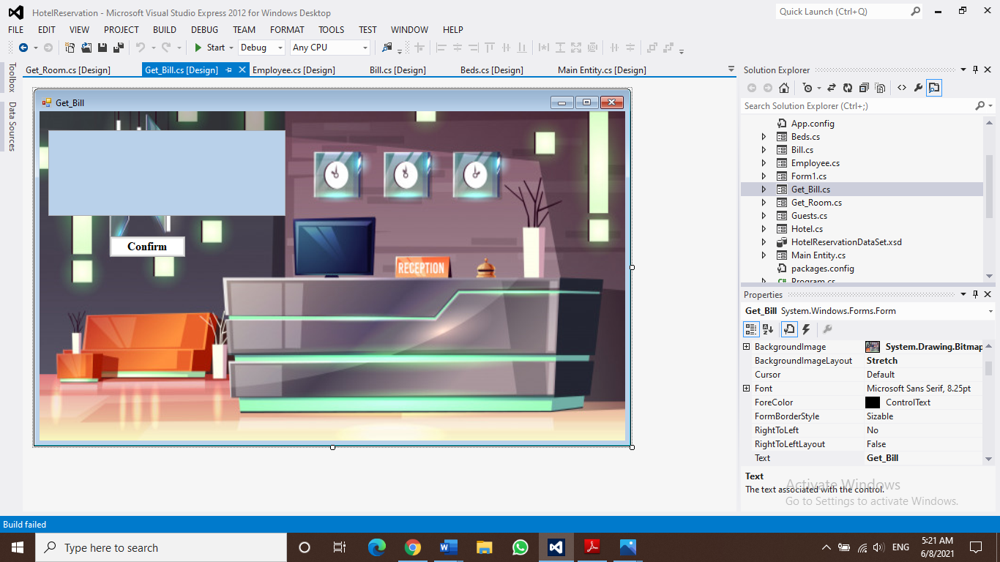 HotelReservation - Microsoft Visual Studio Express 2012 for Windows Desktop
Quick Launch (Ctrl+Q)
FILE EDIT VIEW PROJECT BUILD DEBUG TEAM FORMAT TOOLS TEST WINDOW HELP
Start Debug Any CPU
Toolbox
Data Sources
Get_Room.cs [Design] Get_Bill.cs [Design] Employee.cs [Design] Bill.cs [Design] Beds.cs [Design] Main Entity.cs [Design]
Get_Bill
Confirm
RECEPTION
Solution Explorer
Search Solution Explorer (Ctrl+;)
App.config
Beds.cs
Bill.cs
Employee.cs
Form1.cs
Get_Bill.cs
Get_Room.cs
Guests.cs
Hotel.cs
HotelReservationDataSet.xsd
Main Entity.cs
packages.config
Program.cs
Properties
Get_Bill System.Windows.Forms.Form
BackgroundImage System.Drawing.Bitmap
BackgroundImageLayout Stretch
Cursor Default
Font Microsoft Sans Serif, 8.25pt
ForeColor ControlText
FormBorderStyle Sizable
RightToLeft No
RightToLeftLayout False
Text Get_Bill
Text
The text associated with the control.
Activate Windows
Go to Settings to activate Windows.
Build failed
Type here to search
ENG
5:21 AM
6/8/2021